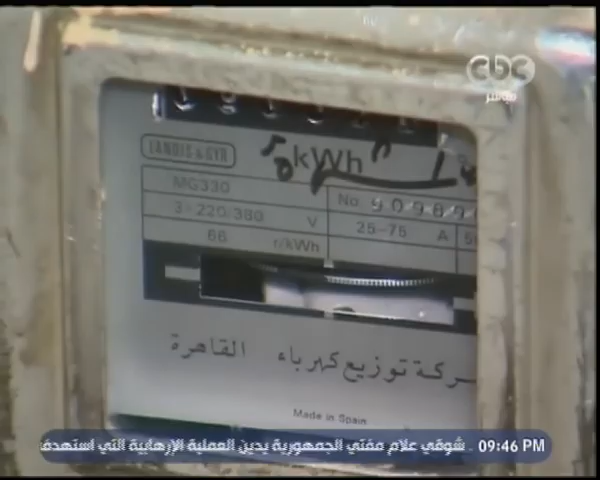 cbc
مباشر
LANDIS & GYR
kWh
MG330
No
3×220/380 V
25-75 A
66 r/kWh
شركة توزيع كهرباء القاهرة
Made in Spain
09:46 PM
شوقي علام مفتي الجمهورية يدين العملية الإرهابية التي استهدف